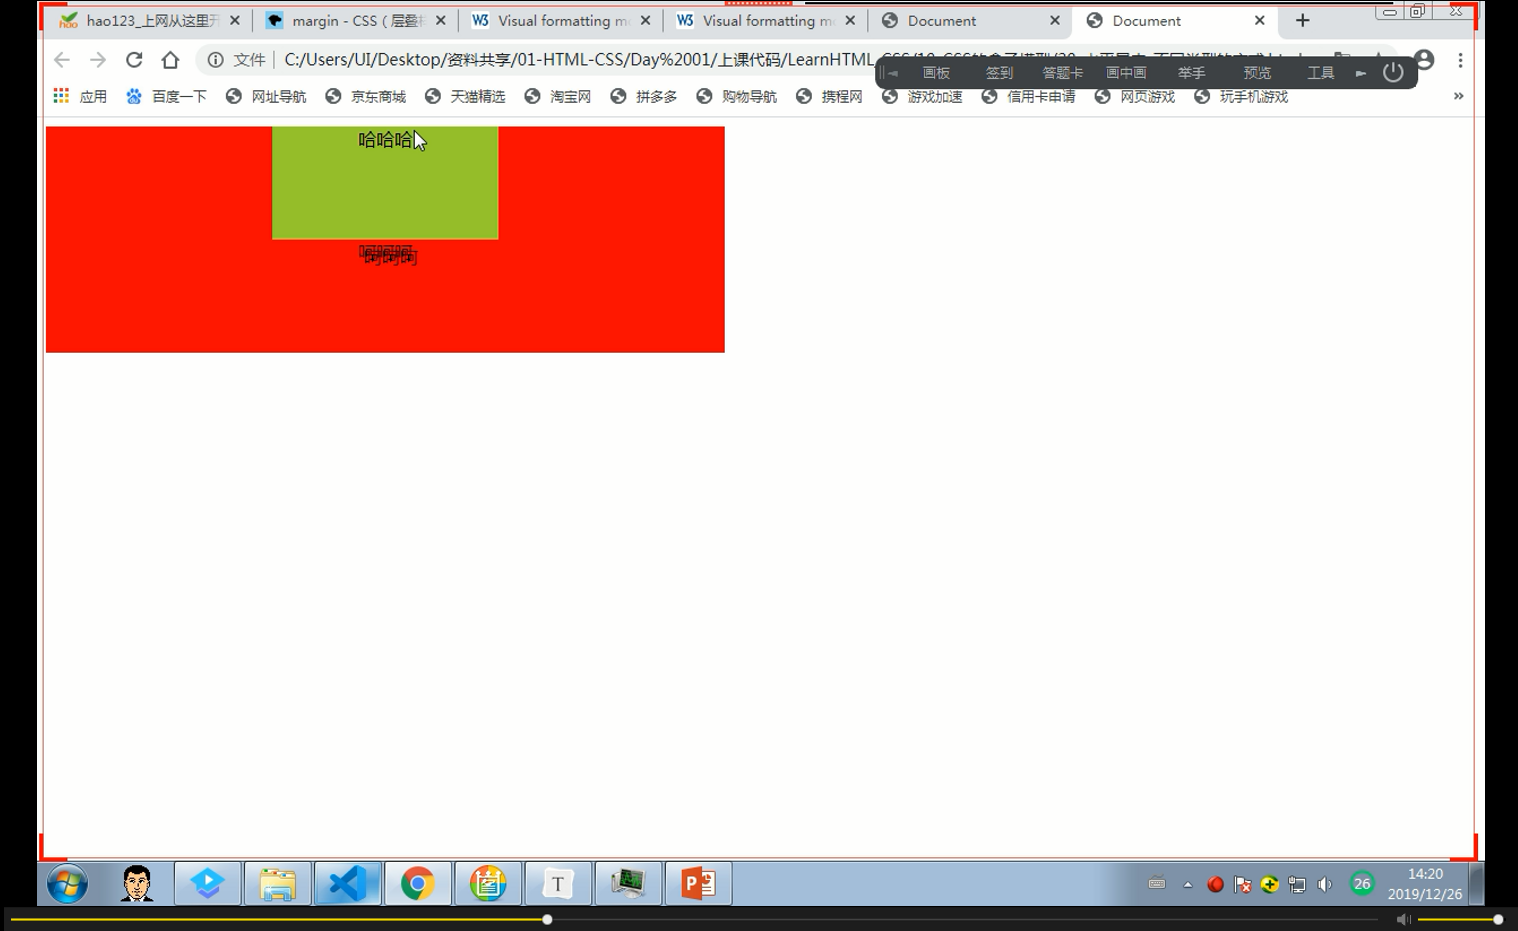 hao123_上网从这里开
margin - CSS（层叠样
Visual formatting mo
Visual formatting mo
Document
Document
文件
C:/Users/UI/Desktop/资料共享/01-HTML-CSS/Day%2001/上课代码/LearnHTML
画板
签到
答题卡
画中画
举手
预览
工具
应用
百度一下
网址导航
京东商城
天猫精选
淘宝网
拼多多
购物导航
携程网
游戏加速
信用卡申请
网页游戏
玩手机游戏
哈哈哈
呵呵呵
26
14:20
2019/12/26